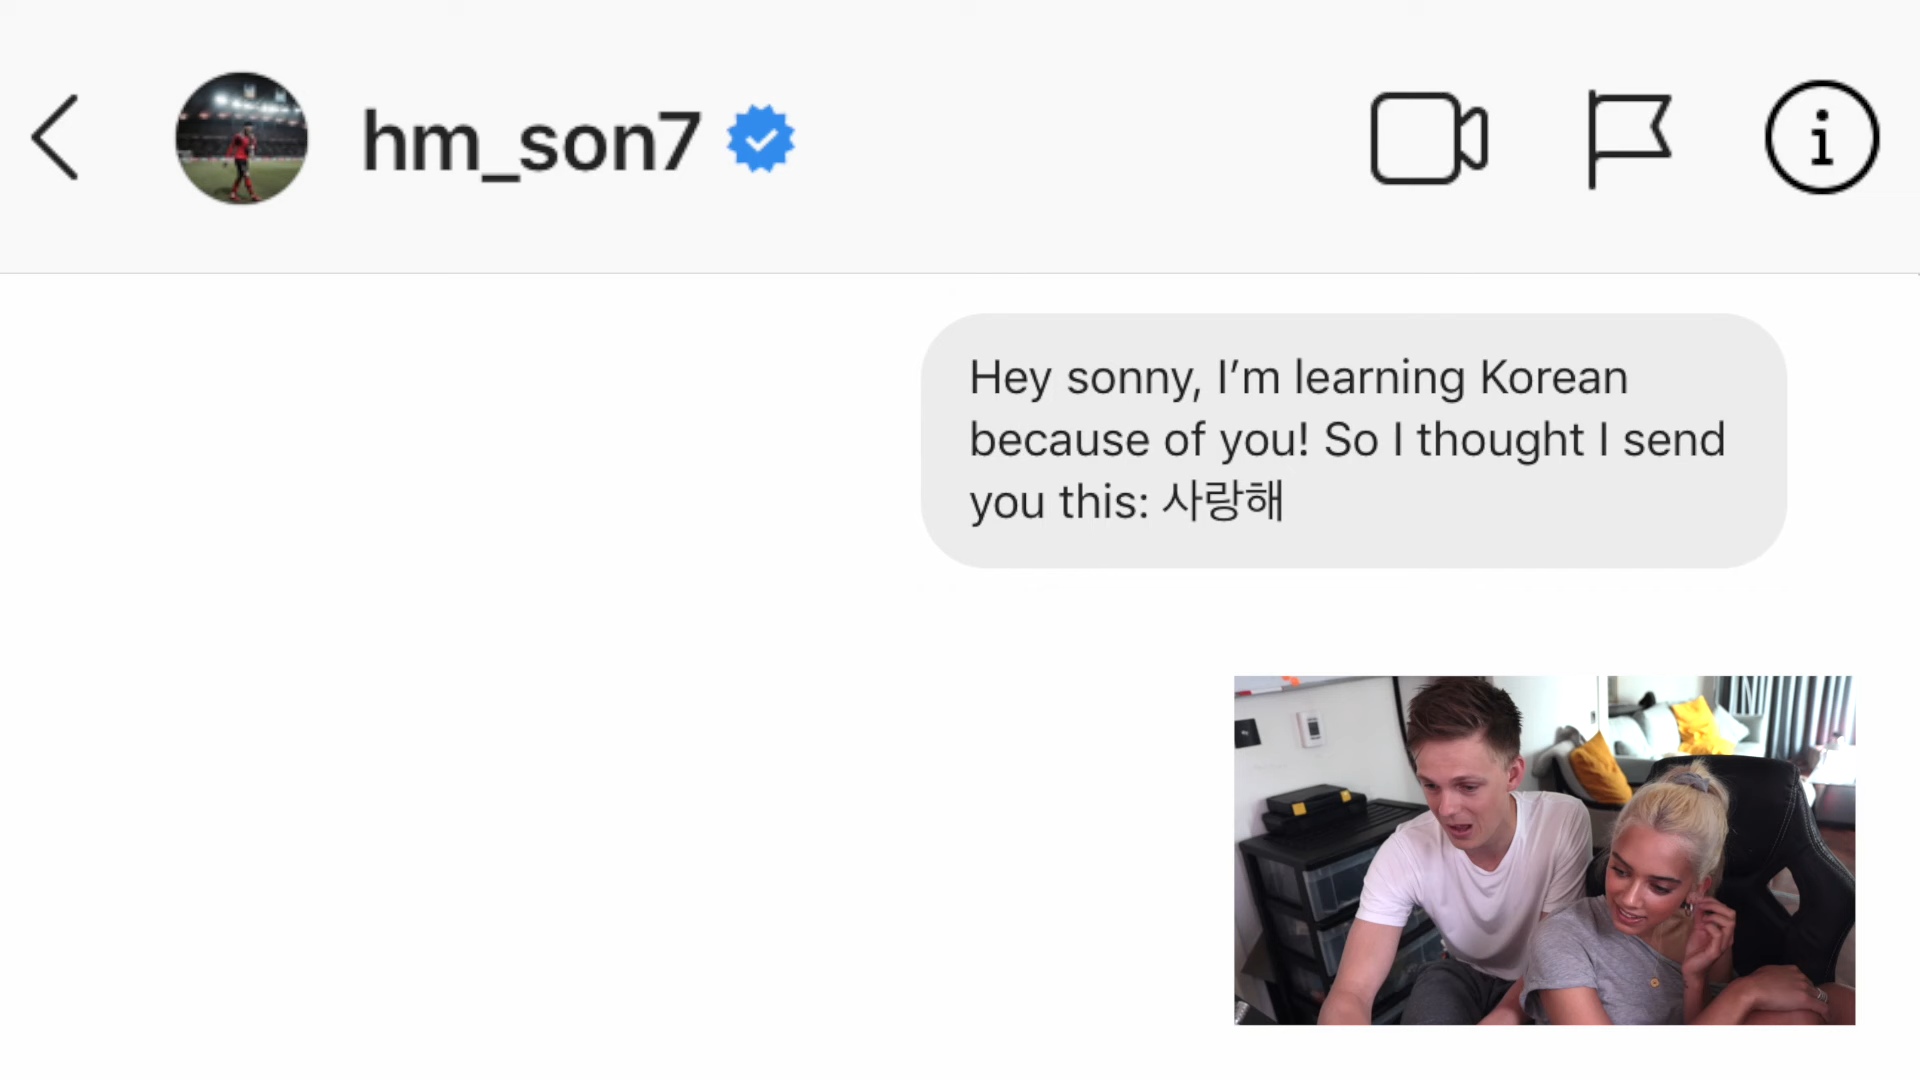 hm_son7
Hey sonny, I’m learning Korean
because of you! So I thought I send
you this: 사랑해